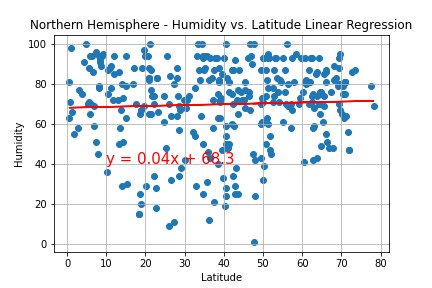 Northern Hemisphere - Humidity vs. Latitude Linear Regression
100
80
60
40
20
0
Humidity
y = 0.04x + 68.3
0 10 20 30 40 50 60 70 80
Latitude